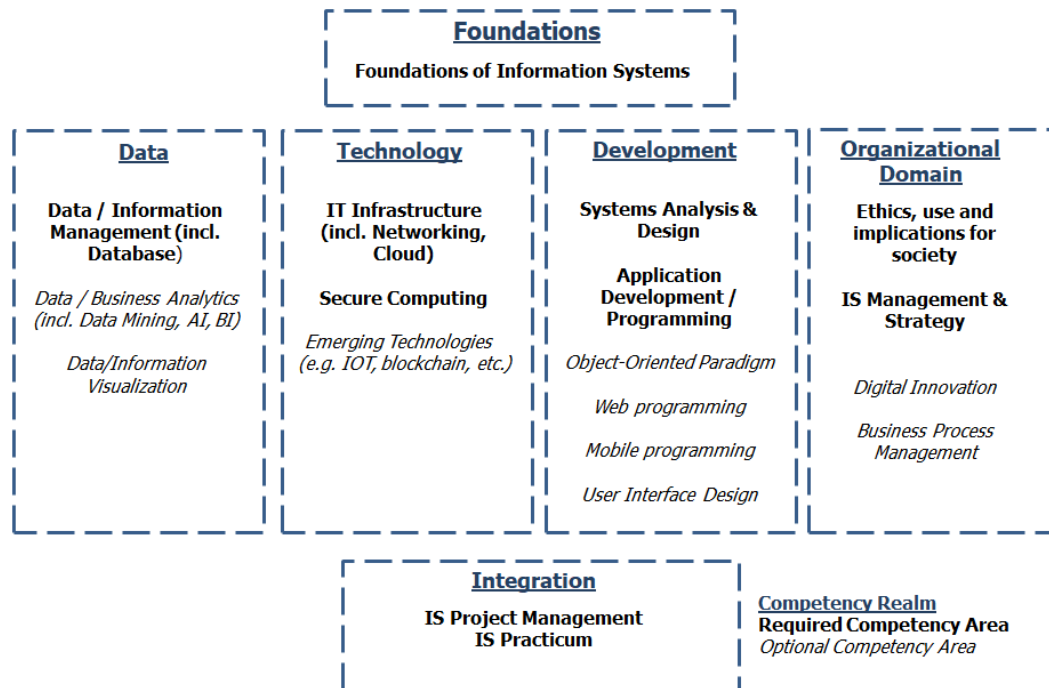 Foundations
Foundations of Information Systems
Data
Data / Information
Management (incl.
Database)
Data / Business Analytics
(incl. Data Mining, AI, BI)
Data/Information
Visualization
Technology
IT Infrastructure
(incl. Networking,
Cloud)
Secure Computing
Emerging Technologies
(e.g. IOT, blockchain, etc.)
Development
Systems Analysis &
Design
Application
Development /
Programming
Object-Oriented Paradigm
Web programming
Mobile programming
User Interface Design
Organizational
Domain
Ethics, use and
implications for
society
IS Management &
Strategy
Digital Innovation
Business Process
Management
Integration
IS Project Management
IS Practicum
Competency Realm
Required Competency Area
Optional Competency Area